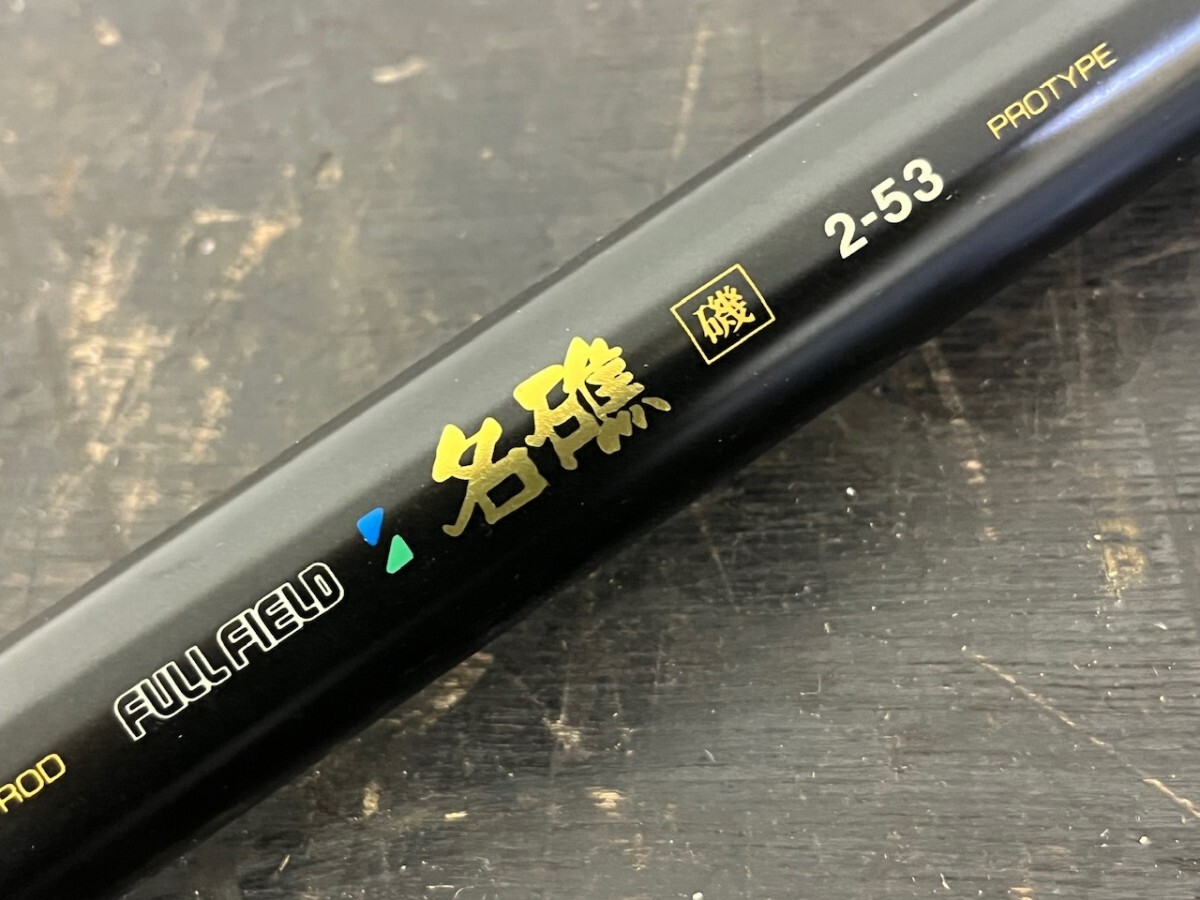 ROD
FULL FIELD
名礁
磯
2-53
PROTYPE